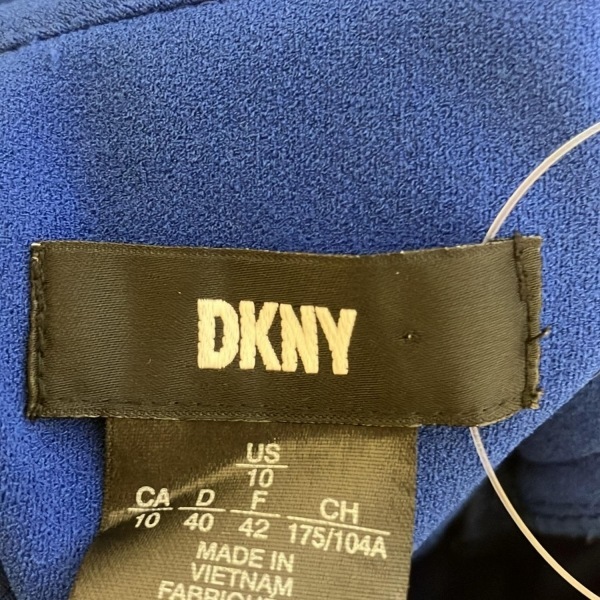 DKNY
US
10
CA D F CH
10 40 42 175/104A
MADE IN
VIETNAM